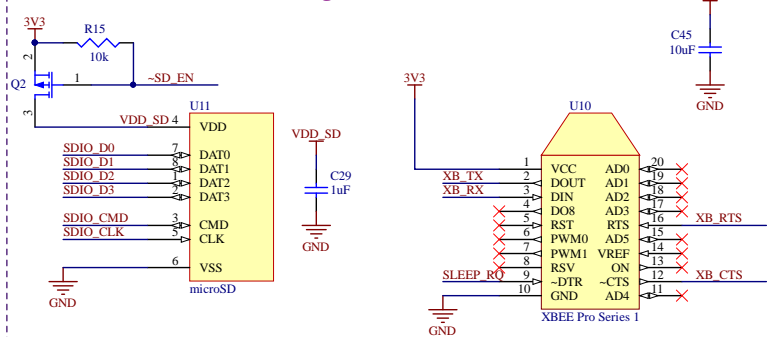 3V3
R15
10k
2
Q2
1
~SD_EN
3
U11
VDD_SD 4 VDD
SDIO_D0 7 DAT0
SDIO_D1 8 DAT1
SDIO_D2 1 DAT2
SDIO_D3 2 DAT3
SDIO_CMD 3 CMD
SDIO_CLK 5 CLK
6 VSS
GND
microSD
VDD_SD
C29
1uF
GND
C45
10uF
GND
3V3
U10
1 VCC AD0 20
XB_TX 2 DOUT AD1 19
XB_RX 3 DIN AD2 18
4 DO8 AD3 17
5 RST RTS 16 XB_RTS
6 PWM0 AD5 15
7 PWM1 VREF 14
8 RSV ON 13
SLEEP_RQ 9 ~DTR ~CTS 12 XB_CTS
10 GND AD4 11
GND
XBEE Pro Series 1